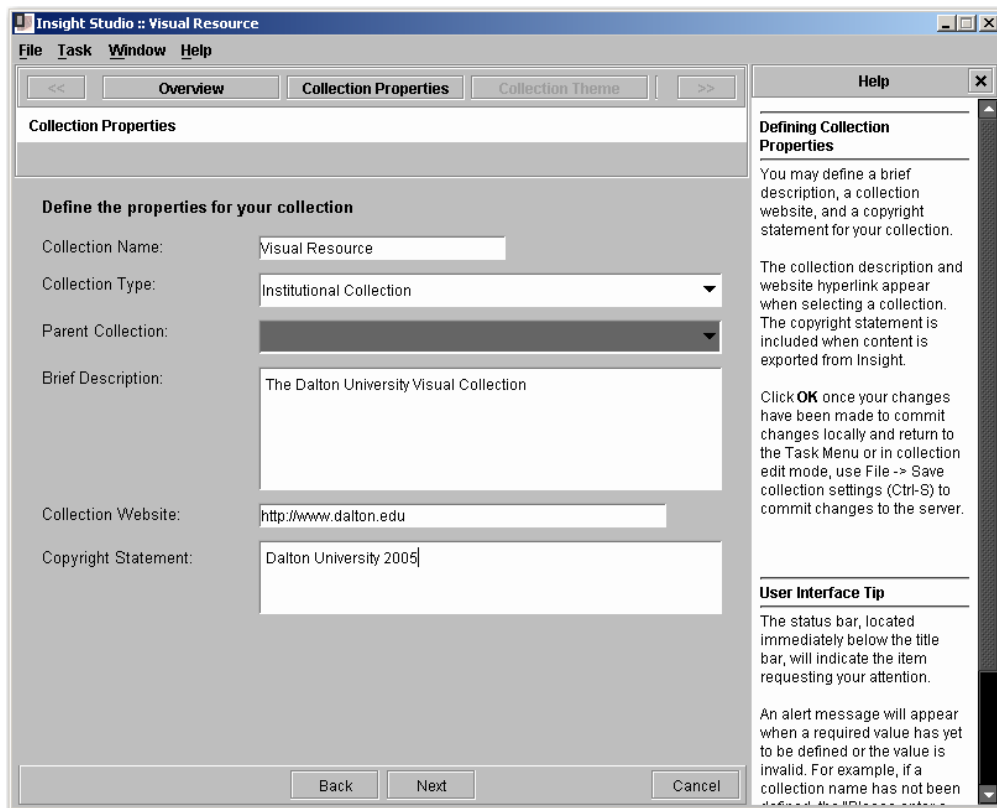 Insight Studio :: Visual Resource
File Task Window Help
<< Overview Collection Properties Collection Theme >>
Collection Properties
Define the properties for your collection
Collection Name: Visual Resource
Collection Type: Institutional Collection
Parent Collection:
Brief Description: The Dalton University Visual Collection
Collection Website: http://www.dalton.edu
Copyright Statement: Dalton University 2005
Back Next Cancel
Help
Defining Collection
Properties
You may define a brief
description, a collection
website, and a copyright
statement for your collection.
The collection description and
website hyperlink appear
when selecting a collection.
The copyright statement is
included when content is
exported from Insight.
Click OK once your changes
have been made to commit
changes locally and return to
the Task Menu or in collection
edit mode, use File -> Save
collection settings (Ctrl-S) to
commit changes to the server.
User Interface Tip
The status bar, located
immediately below the title
bar, will indicate the item
requesting your attention.
An alert message will appear
when a required value has yet
to be defined or the value is
invalid. For example, if a
collection name has not been